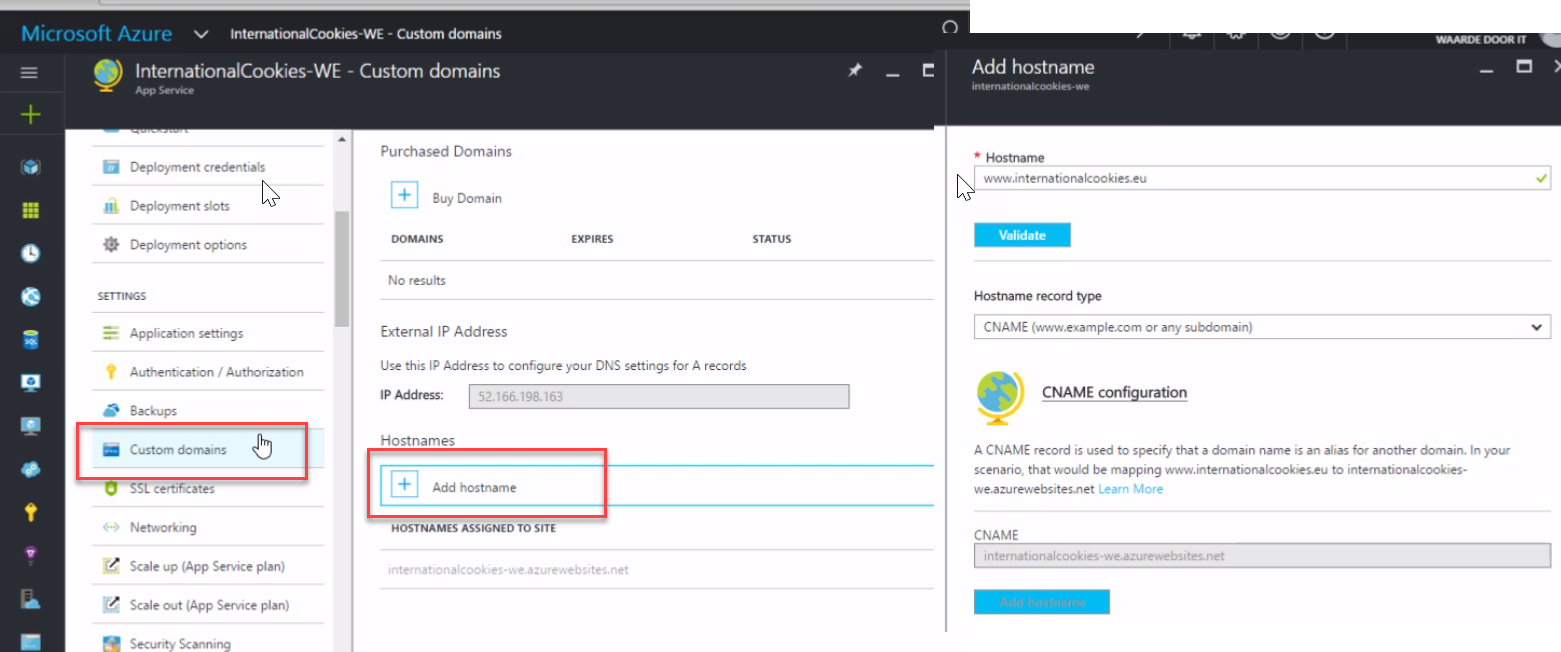 Microsoft Azure
InternationalCookies-WE - Custom domains
InternationalCookies-WE - Custom domains
App Service
Quickstart
Deployment credentials
Deployment slots
Deployment options
SETTINGS
Application settings
Authentication / Authorization
Backups
Custom domains
SSL certificates
Networking
Scale up (App Service plan)
Scale out (App Service plan)
Security Scanning
Purchased Domains
Buy Domain
DOMAINS EXPIRES STATUS
No results
External IP Address
Use this IP Address to configure your DNS settings for A records
IP Address: 52.166.198.163
Hostnames
Add hostname
HOSTNAMES ASSIGNED TO SITE
internationalcookies-we.azurewebsites.net
WAARDE DOOR IT
Add hostname
internationalcookies-we
* Hostname
www.internationalcookies.eu
Validate
Hostname record type
CNAME (www.example.com or any subdomain)
CNAME configuration
A CNAME record is used to specify that a domain name is an alias for another domain. In your
scenario, that would be mapping www.internationalcookies.eu to internationalcookies-
we.azurewebsites.net Learn More
CNAME
internationalcookies-we.azurewebsites.net
Add hostname